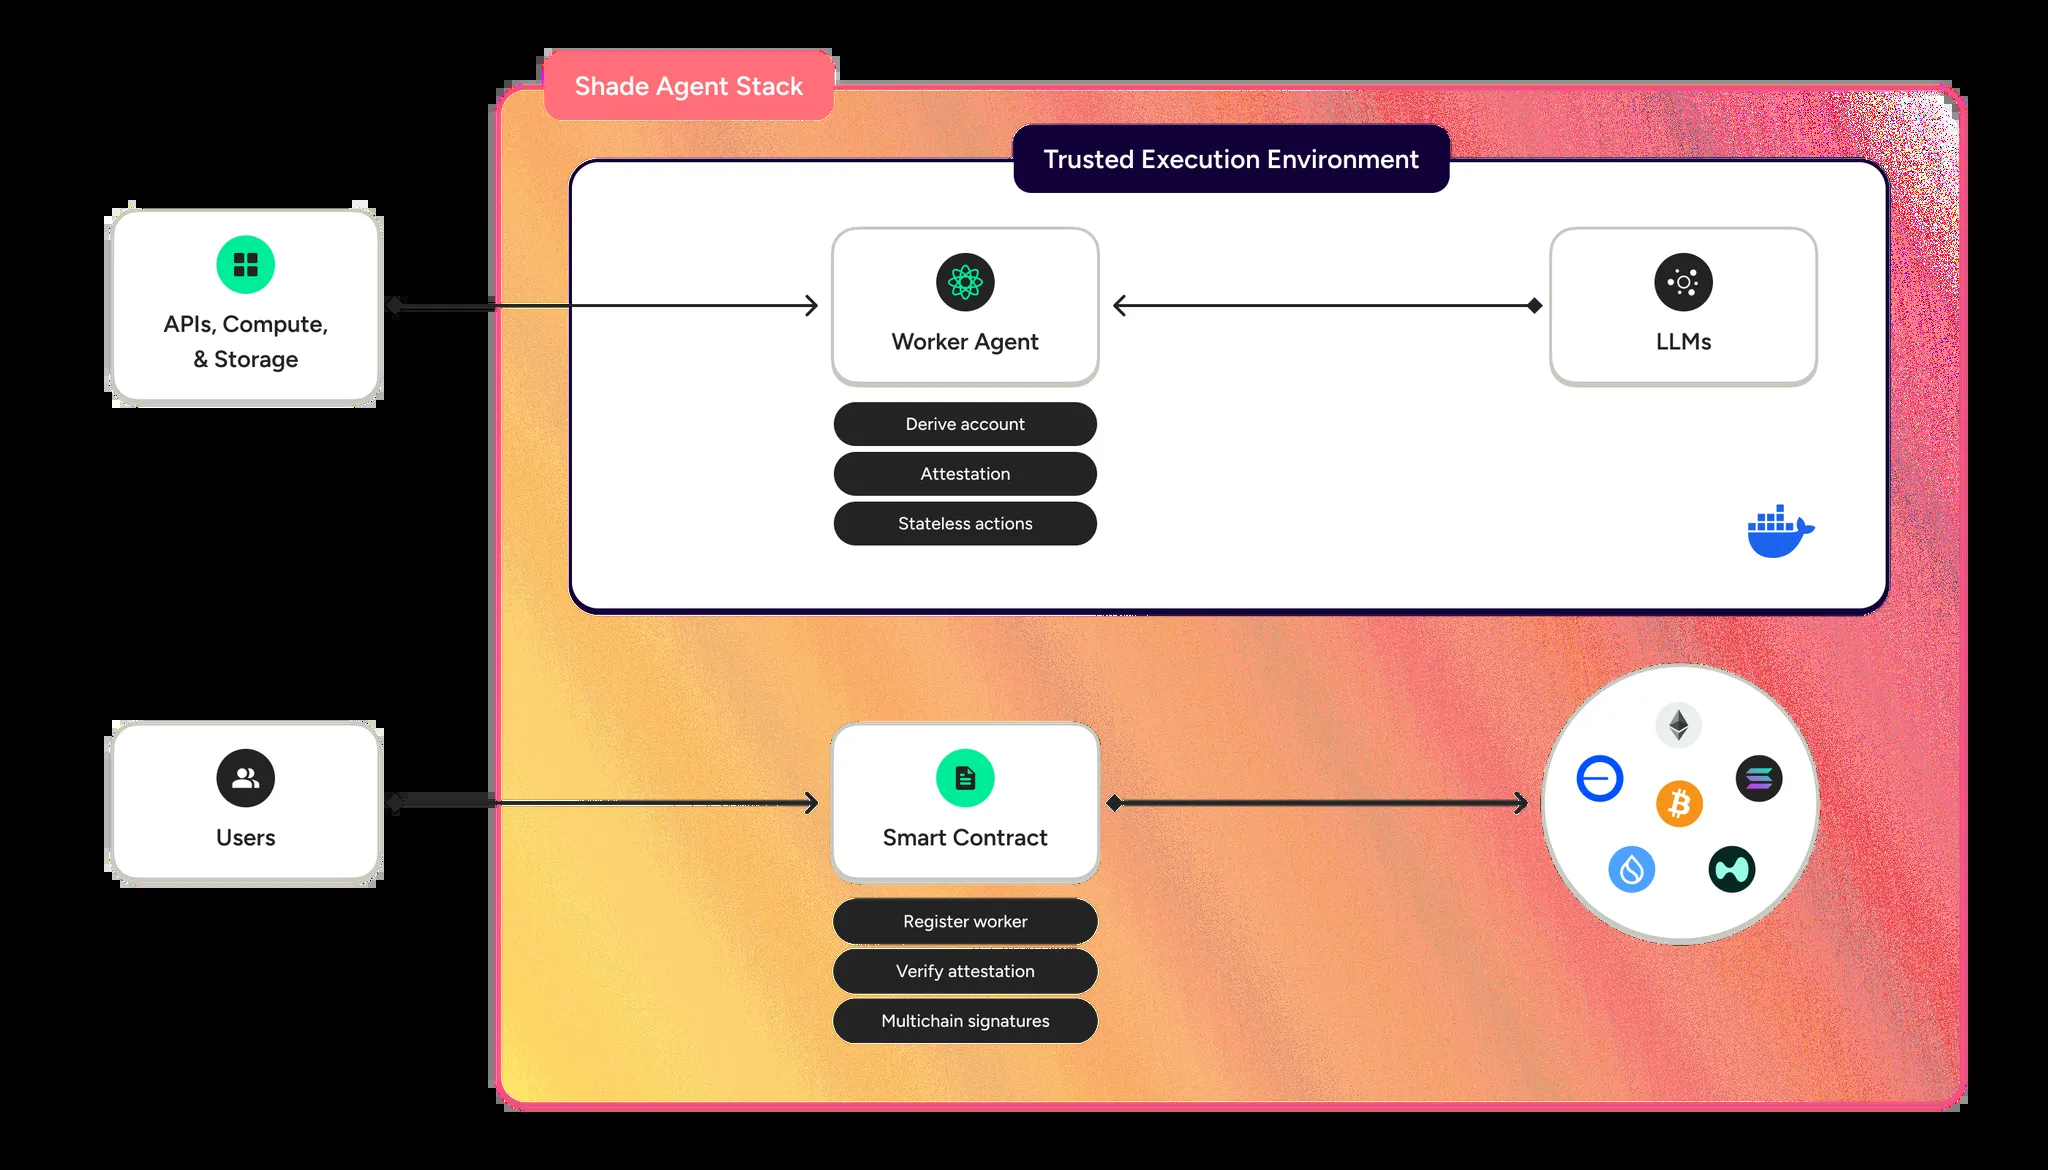 Shade Agent Stack
Trusted Execution Environment
APIs, Compute,
& Storage
Worker Agent
LLMs
Derive account
Attestation
Stateless actions
Users
Smart Contract
Register worker
Verify attestation
Multichain signatures